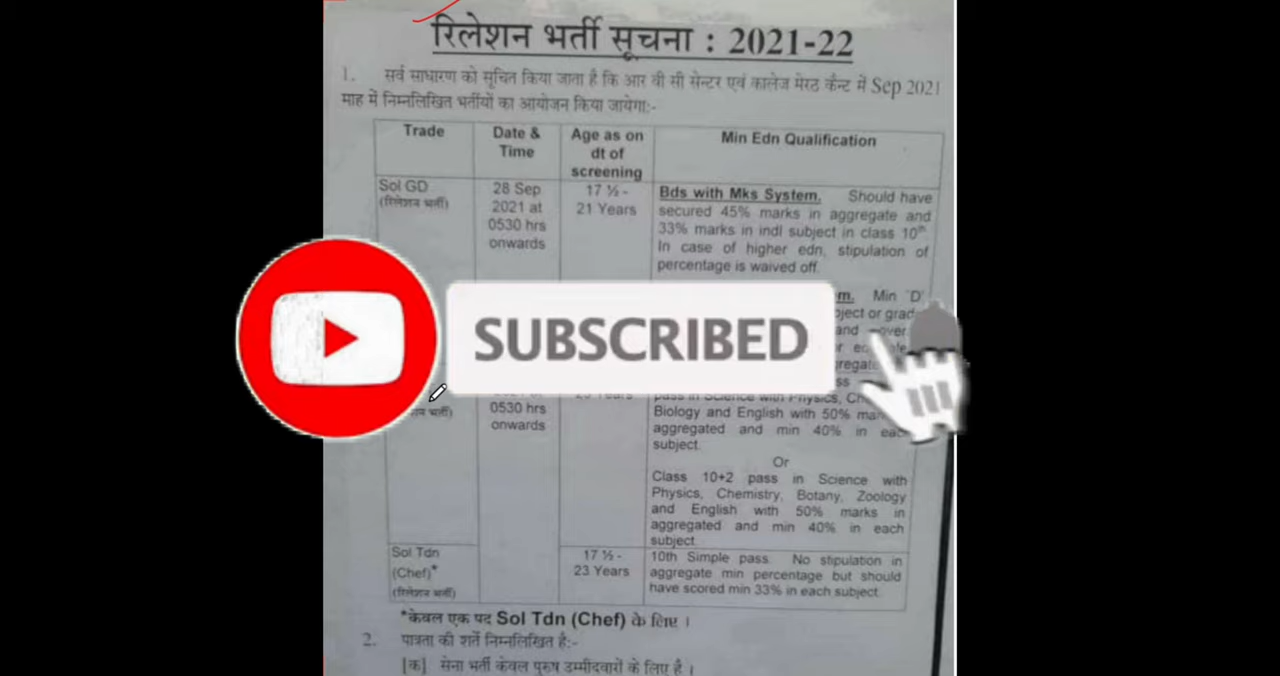 रिलेशन भर्ती सूचना : 2021-22
1. सर्व साधारण को सूचित किया जाता है कि आर वी सी सेन्टर एवं कालेज मेरठ कैन्ट में Sep 2021
माह में निम्नलिखित भर्तीयों का आयोजन किया जायेगा:-
Trade
Date &
Time
Age as on
dt of
screening
Min Edn Qualification
Sol GD
(रिलेशन भर्ती)
28 Sep
2021 at
0530 hrs
onwards
17 ½ -
21 Years
Bds with Mks System. Should have
secured 45% marks in aggregate and
33% marks in indl subject in class 10th.
In case of higher edn, stipulation of
percentage is waived off.
Min 'D'
or grad
and
SUBSCRIBED
भर्ती)
0530 hrs
onwards
pass in Science with Physics,
Biology and English with 50%
aggregated and min 40% in each
subject.
Or
Class 10+2 pass in Science with
Physics, Chemistry, Botany, Zoology
and English with 50% marks in
aggregated and min 40% in each
subject.
Sol Tdn
(Chef)*
(रिलेशन भर्ती)
17 ½ -
23 Years
10th Simple pass. No stipulation in
aggregate min percentage but should
have scored min 33% in each subject.
*केवल एक पद Sol Tdn (Chef) के लिए ।
2. पात्रता की शर्ते निम्नलिखित है:-
[क] सेना भर्ती केवल पुरुष उम्मीदवारों के लिए है ।